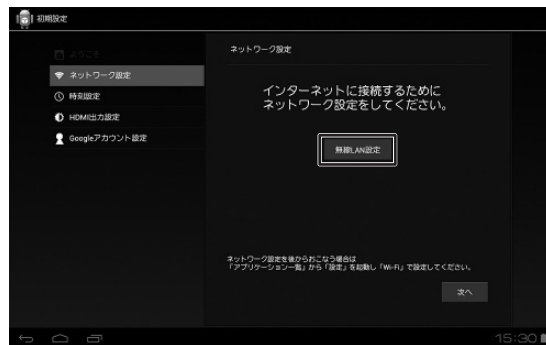 初期設定
ようこそ
ネットワーク設定
時刻設定
HDMI出力設定
Googleアカウント設定
ネットワーク設定
インターネットに接続するために
ネットワーク設定をしてください。
無線LAN設定
ネットワーク設定を後からおこなう場合は
「アプリケーション一覧」から「設定」を起動し「Wi-Fi」で設定してください。
次へ
15:30